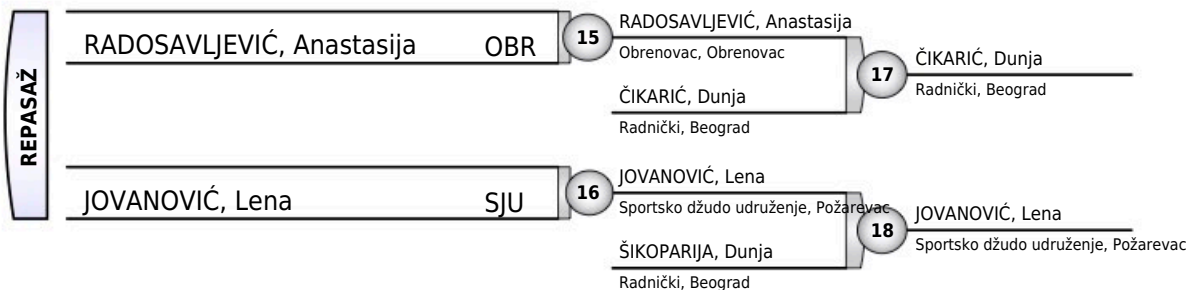 REPASAŽ
RADOSAVLJEVIĆ, Anastasija OBR
15
RADOSAVLJEVIĆ, Anastasija
Obrenovac, Obrenovac
ČIKARIĆ, Dunja
Radnički, Beograd
17
ČIKARIĆ, Dunja
Radnički, Beograd
JOVANOVIĆ, Lena SJU
16
JOVANOVIĆ, Lena
Sportsko džudo udruženje, Požarevac
ŠIKOPARIJA, Dunja
Radnički, Beograd
18
JOVANOVIĆ, Lena
Sportsko džudo udruženje, Požarevac